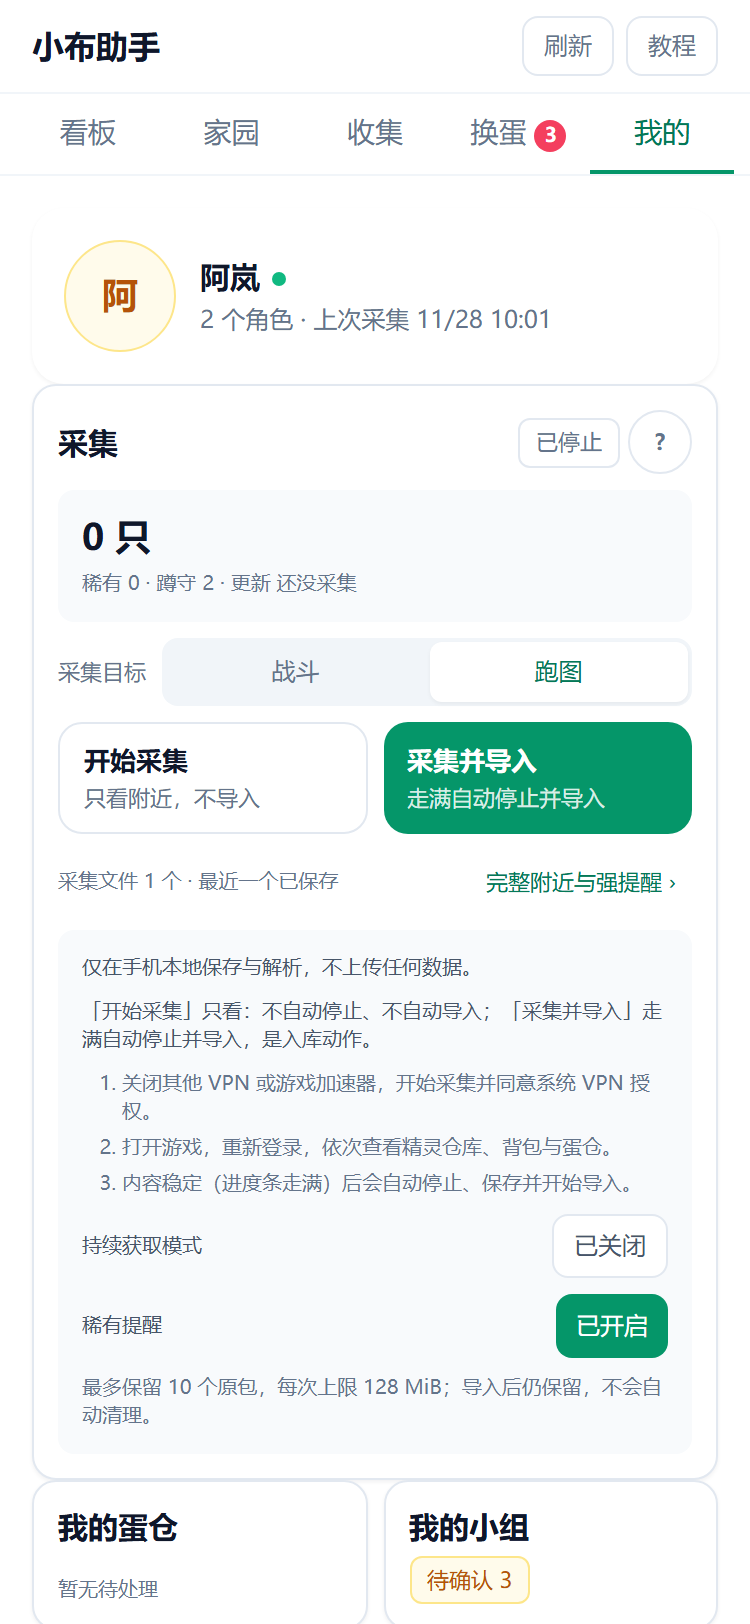 小布助手
刷新
教程
看板
家园
收集
换蛋 3
我的
阿
阿岚
2 个角色 · 上次采集 11/28 10:01
采集
已停止
?
0 只
稀有 0 · 蹲守 2 · 更新 还没采集
采集目标
战斗
跑图
开始采集
只看附近，不导入
采集并导入
走满自动停止并导入
采集文件 1 个 · 最近一个已保存
完整附近与强提醒 ›
仅在手机本地保存与解析，不上传任何数据。
「开始采集」只看：不自动停止、不自动导入；「采集并导入」走
满自动停止并导入，是入库动作。
1. 关闭其他 VPN 或游戏加速器，开始采集并同意系统 VPN 授
权。
2. 打开游戏，重新登录，依次查看精灵仓库、背包与蛋仓。
3. 内容稳定（进度条走满）后会自动停止、保存并开始导入。
持续获取模式
已关闭
稀有提醒
已开启
最多保留 10 个原包，每次上限 128 MiB；导入后仍保留，不会自
动清理。
我的蛋仓
暂无待处理
我的小组
待确认 3